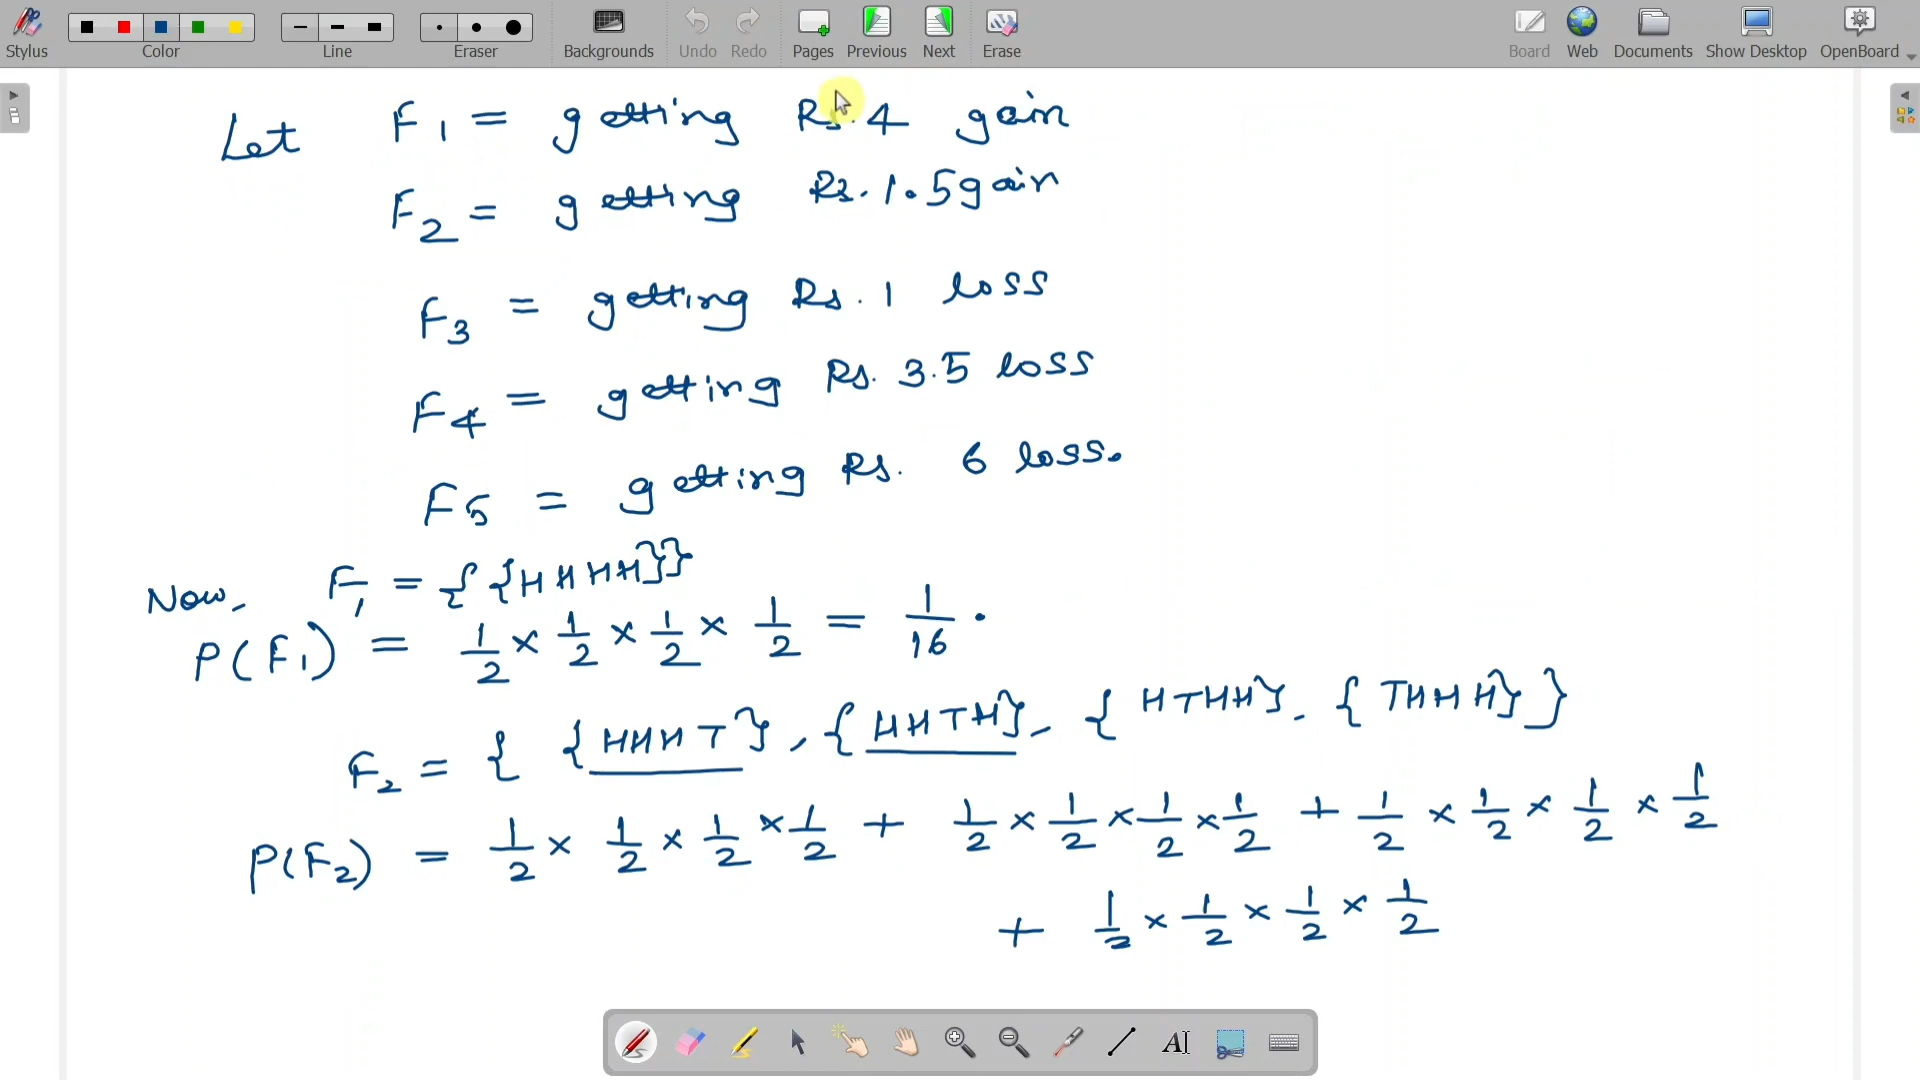 Stylus Color Line Eraser Backgrounds Undo Redo Pages Previous Next Erase Board Web Documents Show Desktop OpenBoard
Let F1 = getting Rs.4 gain
F2 = getting Rs.1.5 gain
F3 = getting Rs. 1 loss
F4 = getting Rs. 3.5 loss
F5 = getting Rs. 6 loss.
Now, F1 = {{HHHH}}
P(F1) = 1/2 × 1/2 × 1/2 × 1/2 = 1/16.
F2 = { {HHHT}, {HHTH}, {HTHH}, {THHH} }
P(F2) = 1/2 × 1/2 × 1/2 × 1/2 + 1/2 × 1/2 × 1/2 × 1/2 + 1/2 × 1/2 × 1/2 × 1/2
+ 1/2 × 1/2 × 1/2 × 1/2
AI